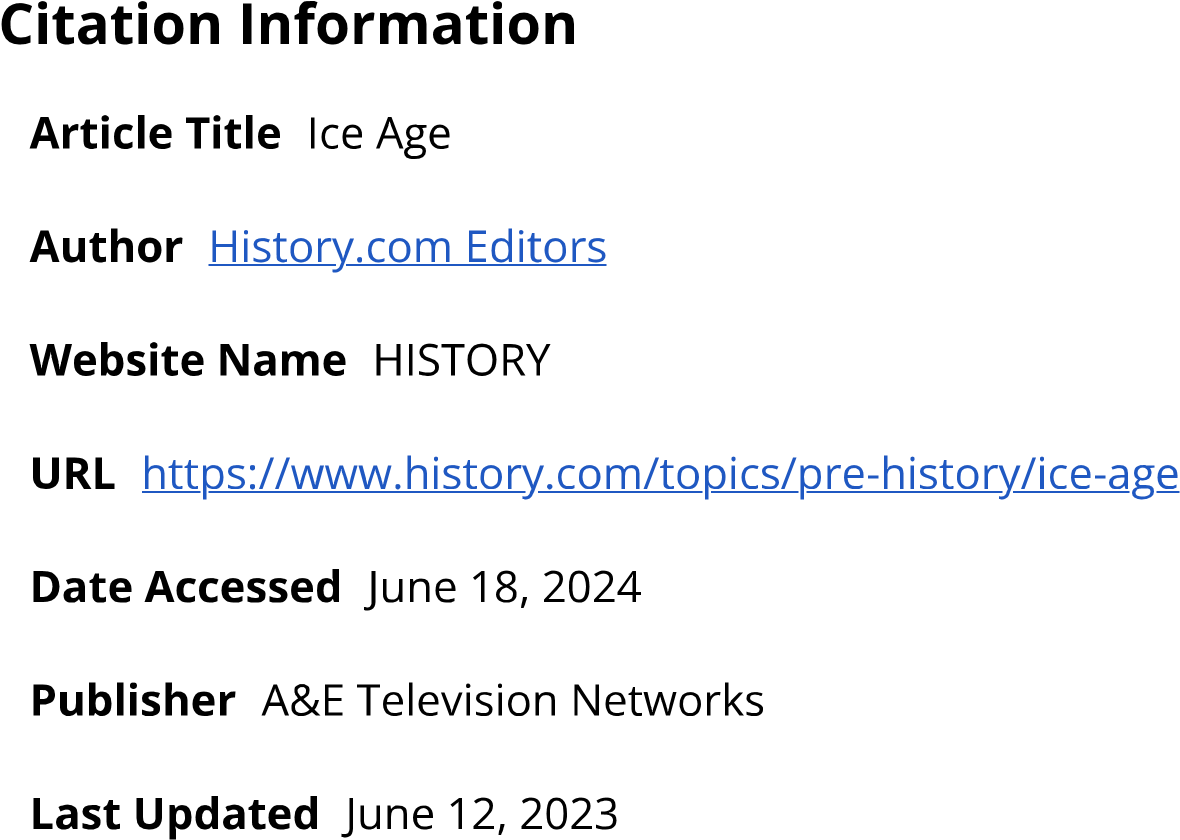 Citation Information
Article Title Ice Age
Author History.com Editors
Website Name HISTORY
URL https://www.history.com/topics/pre-history/ice-age
Date Accessed June 18, 2024
Publisher A&E Television Networks
Last Updated June 12, 2023